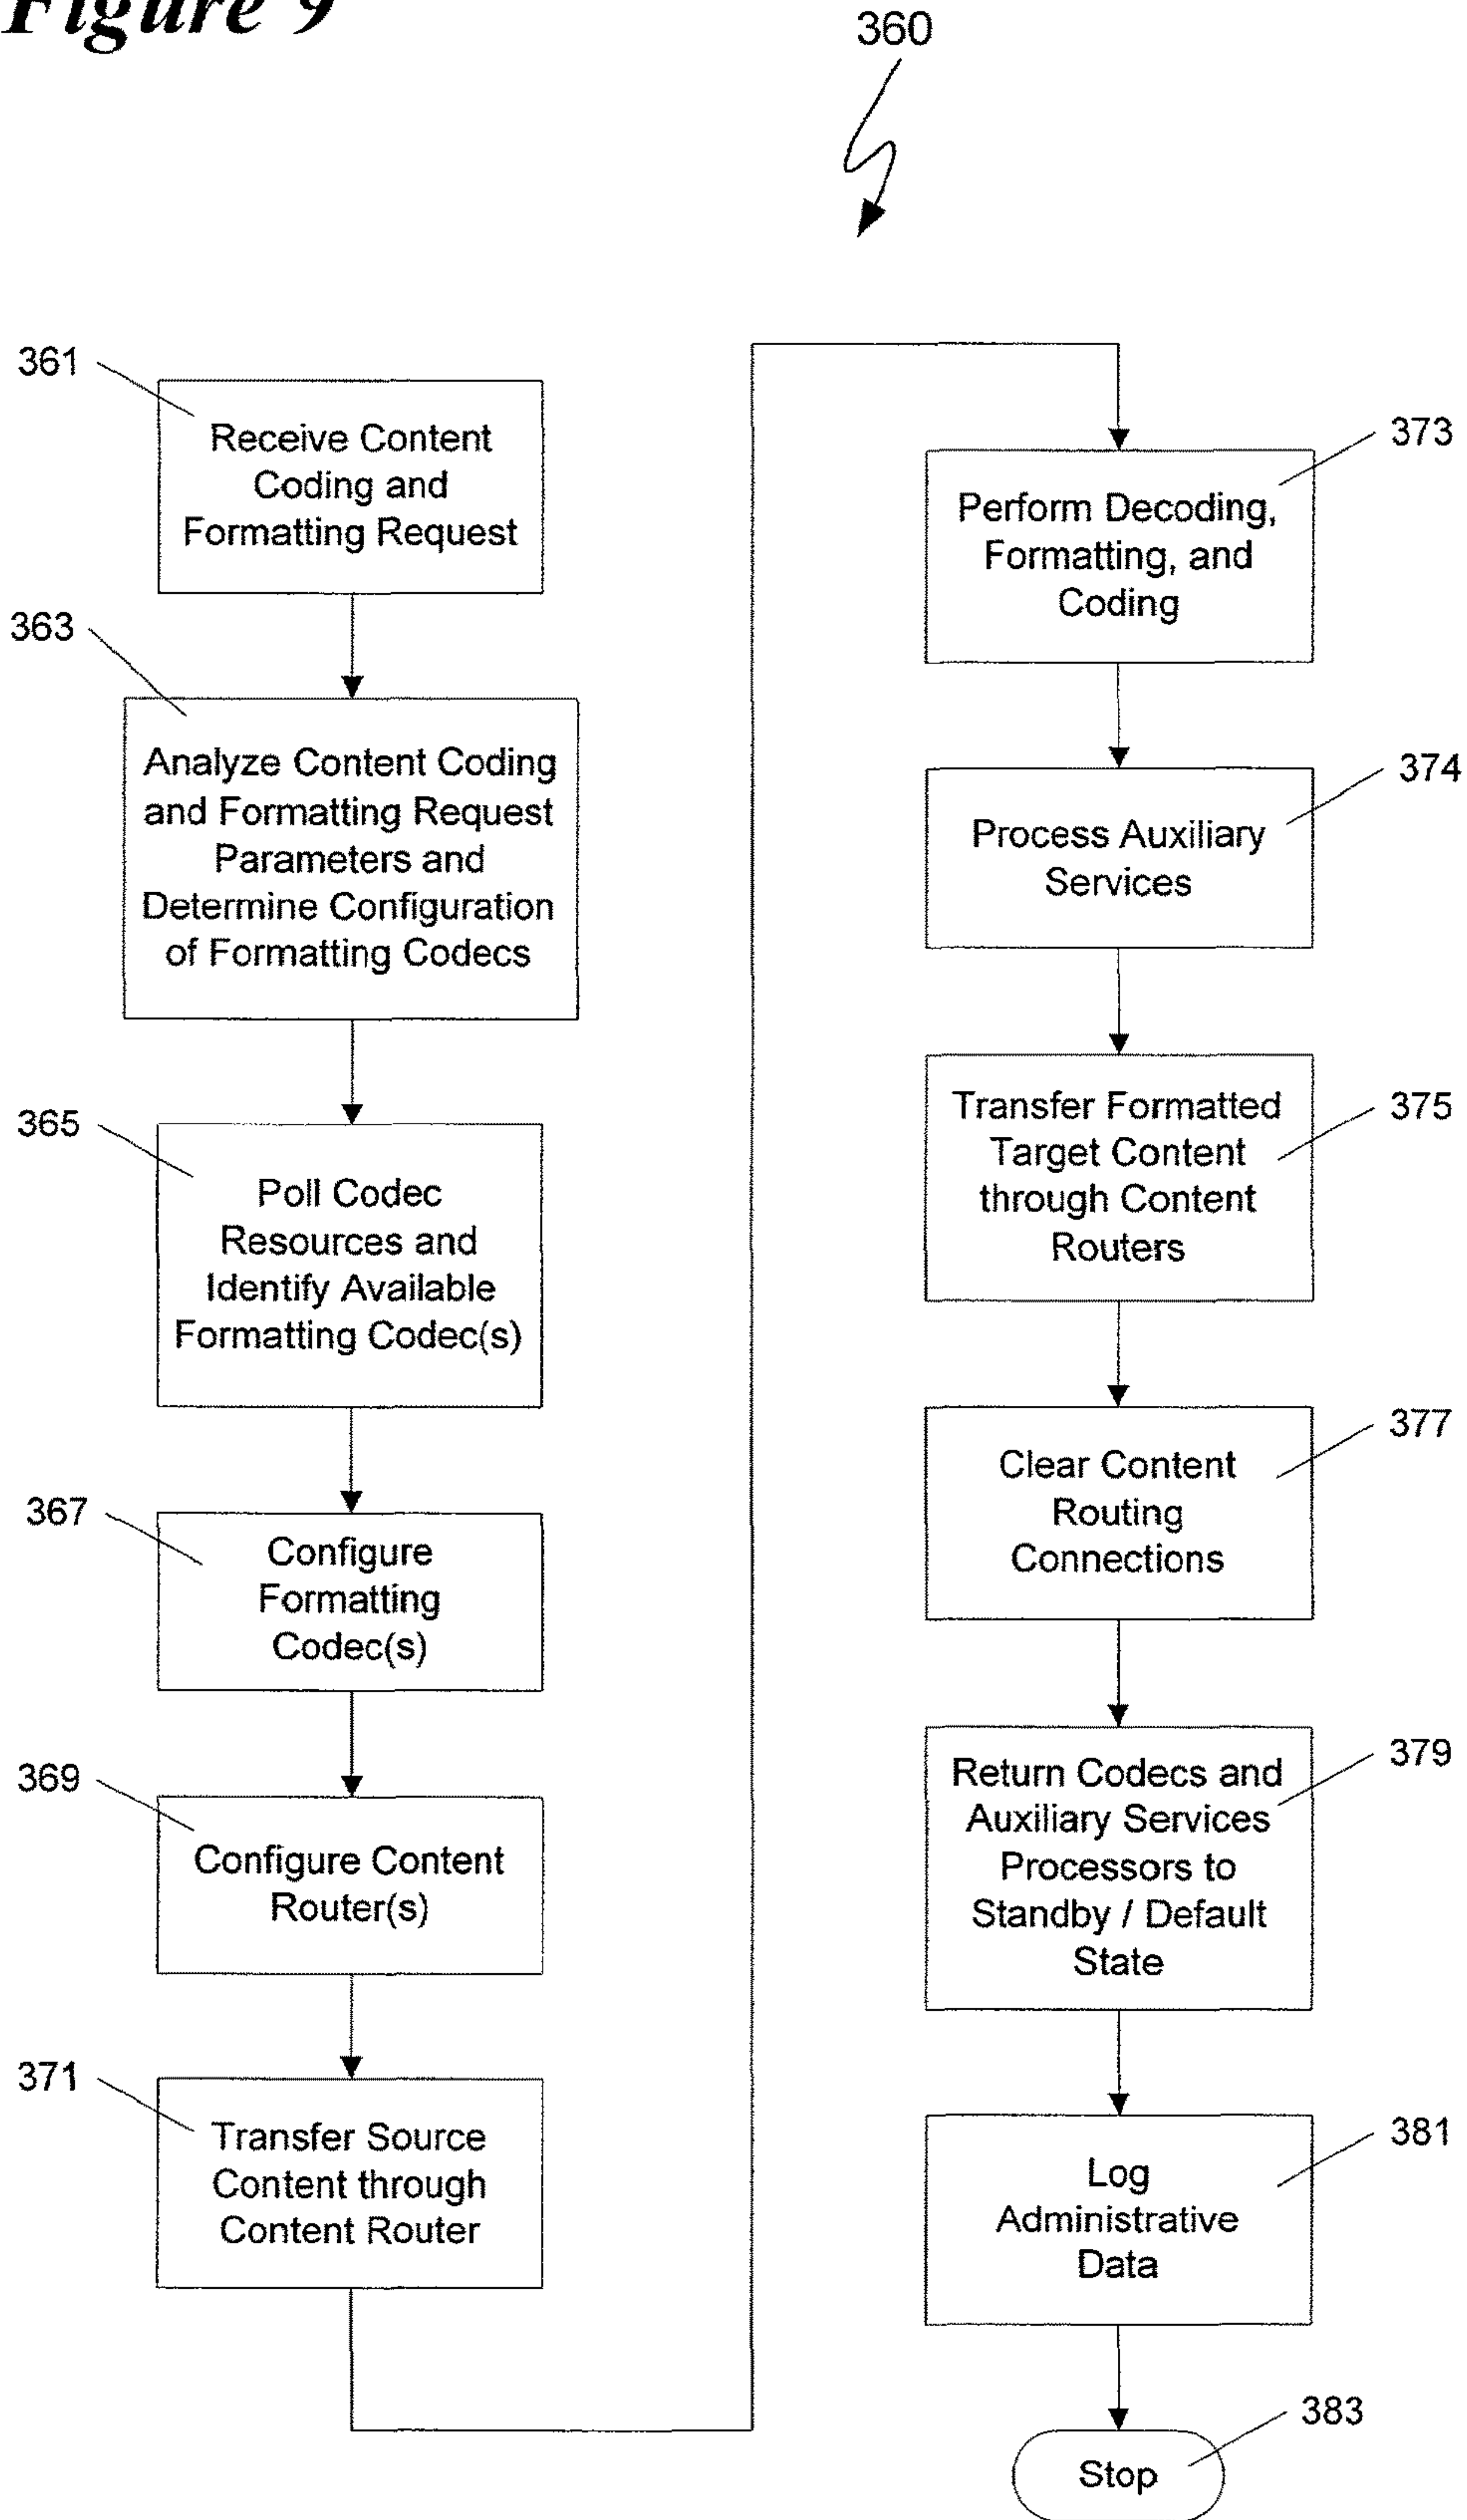 Figure 9
360
361
Receive Content
Coding and
Formatting Request
363
Analyze Content Coding
and Formatting Request
Parameters and
Determine Configuration
of Formatting Codecs
365
Poll Codec
Resources and
Identify Available
Formatting Codec(s)
367
Configure
Formatting
Codec(s)
369
Configure Content
Router(s)
371
Transfer Source
Content through
Content Router
373
Perform Decoding,
Formatting, and
Coding
374
Process Auxiliary
Services
375
Transfer Formatted
Target Content
through Content
Routers
377
Clear Content
Routing
Connections
379
Return Codecs and
Auxiliary Services
Processors to
Standby / Default
State
381
Log
Administrative
Data
383
Stop